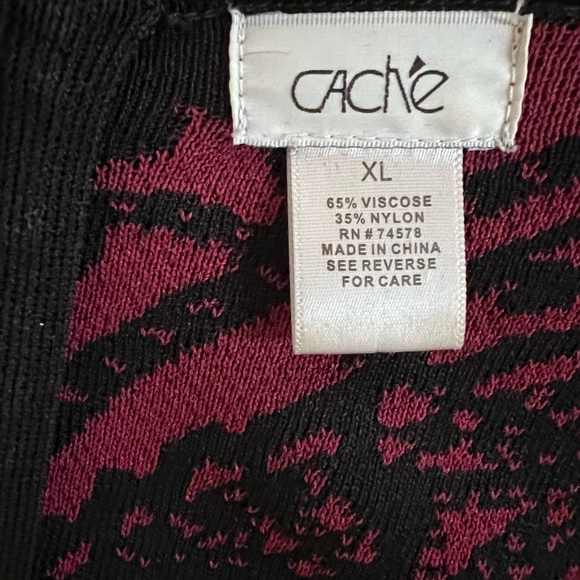 CACHé
XL
65% VISCOSE
35% NYLON
RN # 74578
MADE IN CHINA
SEE REVERSE
FOR CARE